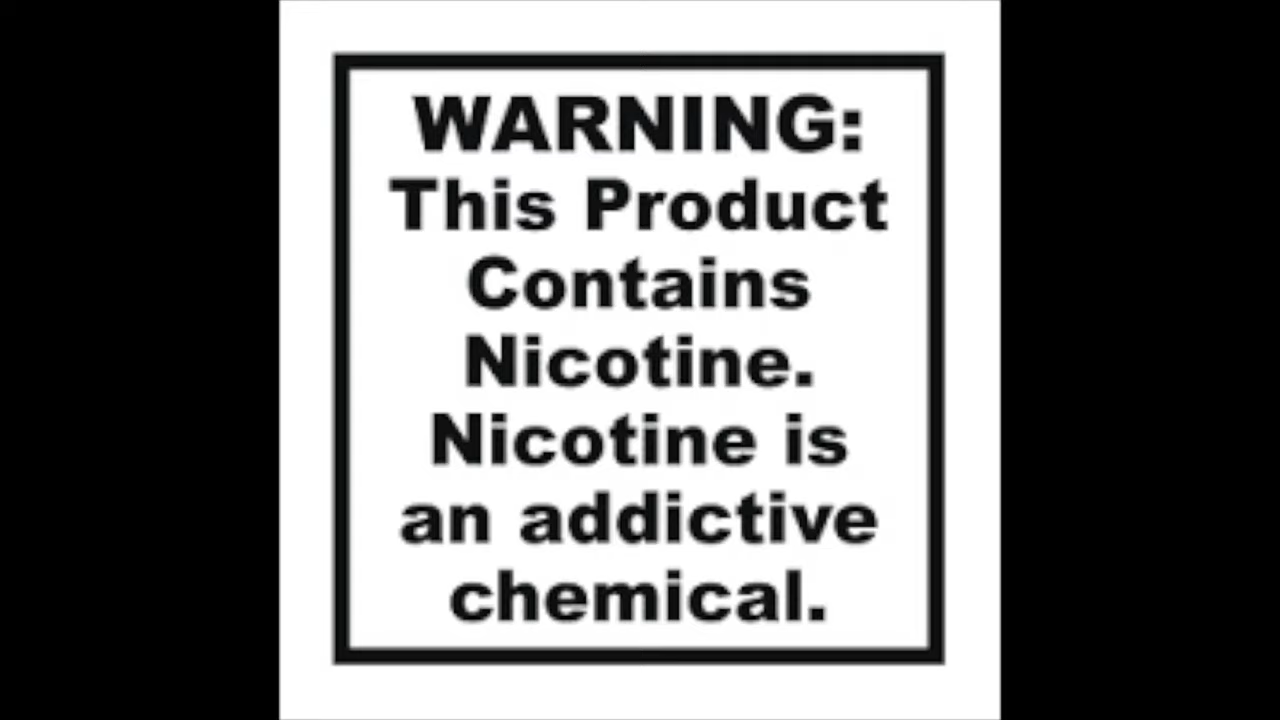 WARNING:
This Product
Contains
Nicotine.
Nicotine is
an addictive
chemical.